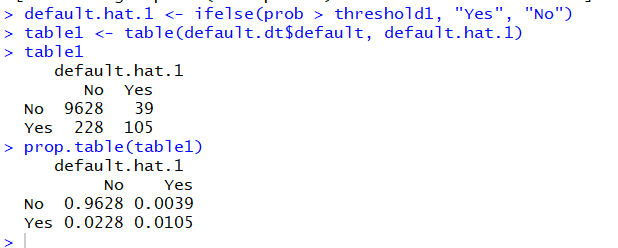 > default.hat.1 <- ifelse(prob > threshold1, "Yes", "No")
> table1 <- table(default.dt$default, default.hat.1)
> table1
     default.hat.1
        No  Yes
  No  9628   39
  Yes  228  105
> prop.table(table1)
     default.hat.1
          No    Yes
  No  0.9628 0.0039
  Yes 0.0228 0.0105
>